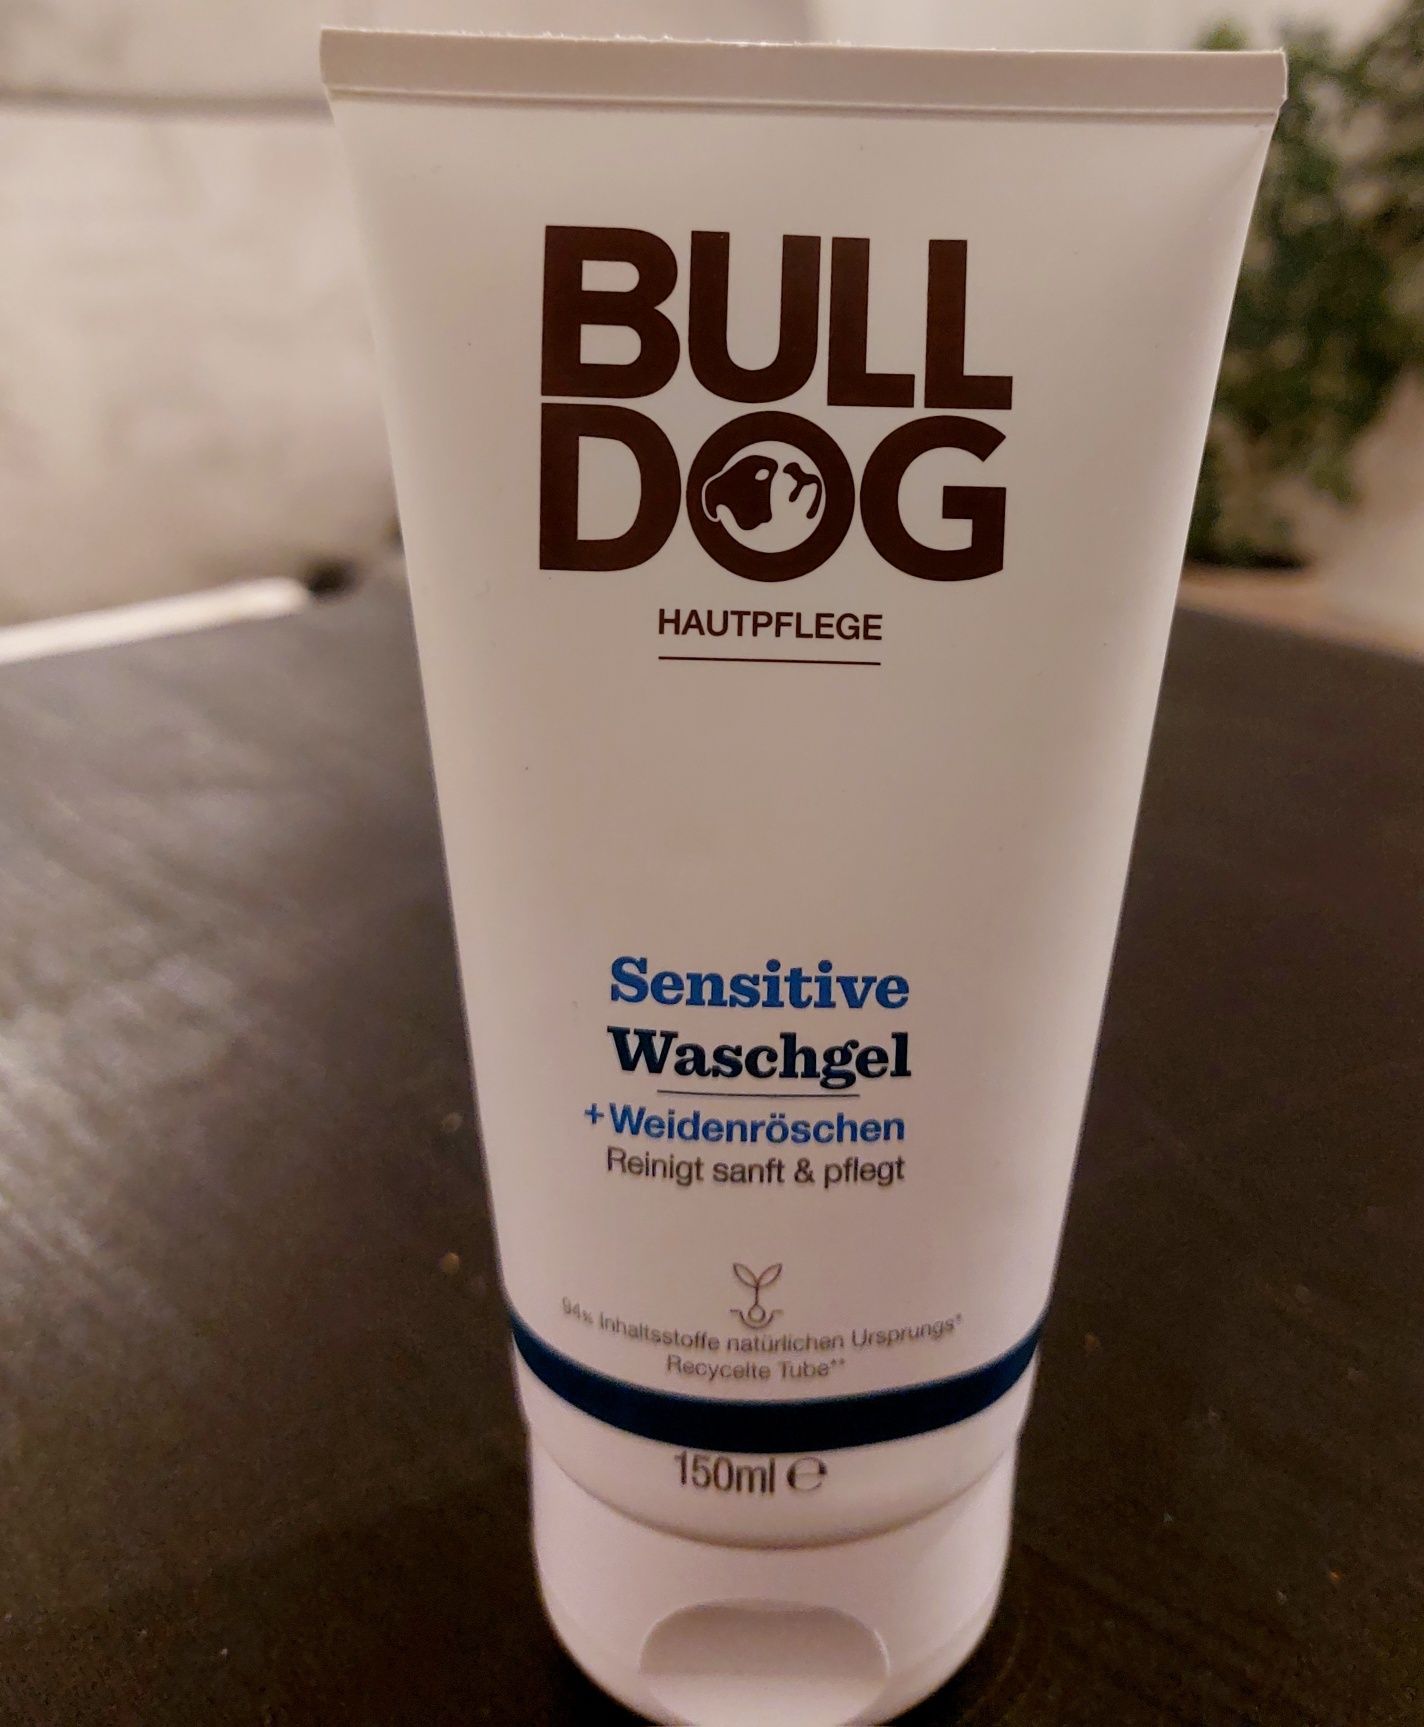 BULL
DOG
HAUTPFLEGE
Sensitive
Waschgel
+Weidenröschen
Reinigt sanft & pflegt
94% Inhaltsstoffe natürlichen Ursprungs*
Recycelte Tube**
150ml ℮